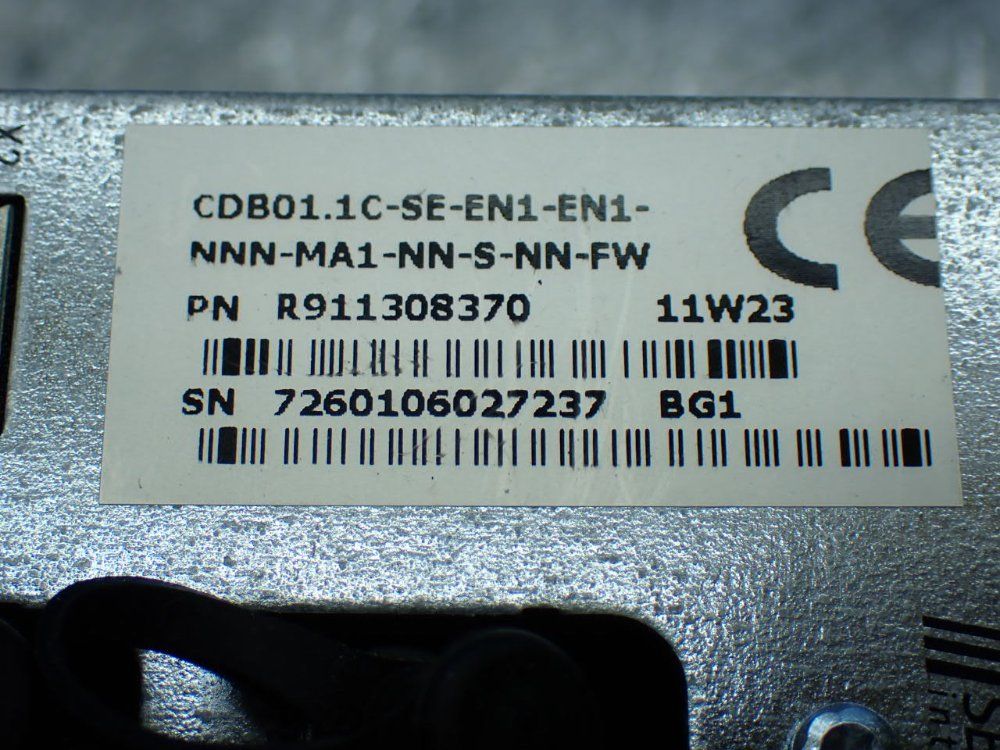 CDB01.1C-SE-EN1-EN1-
NNN-MA1-NN-S-NN-FW
CE
PN R911308370 11W23
SN 7260106027237 BG1